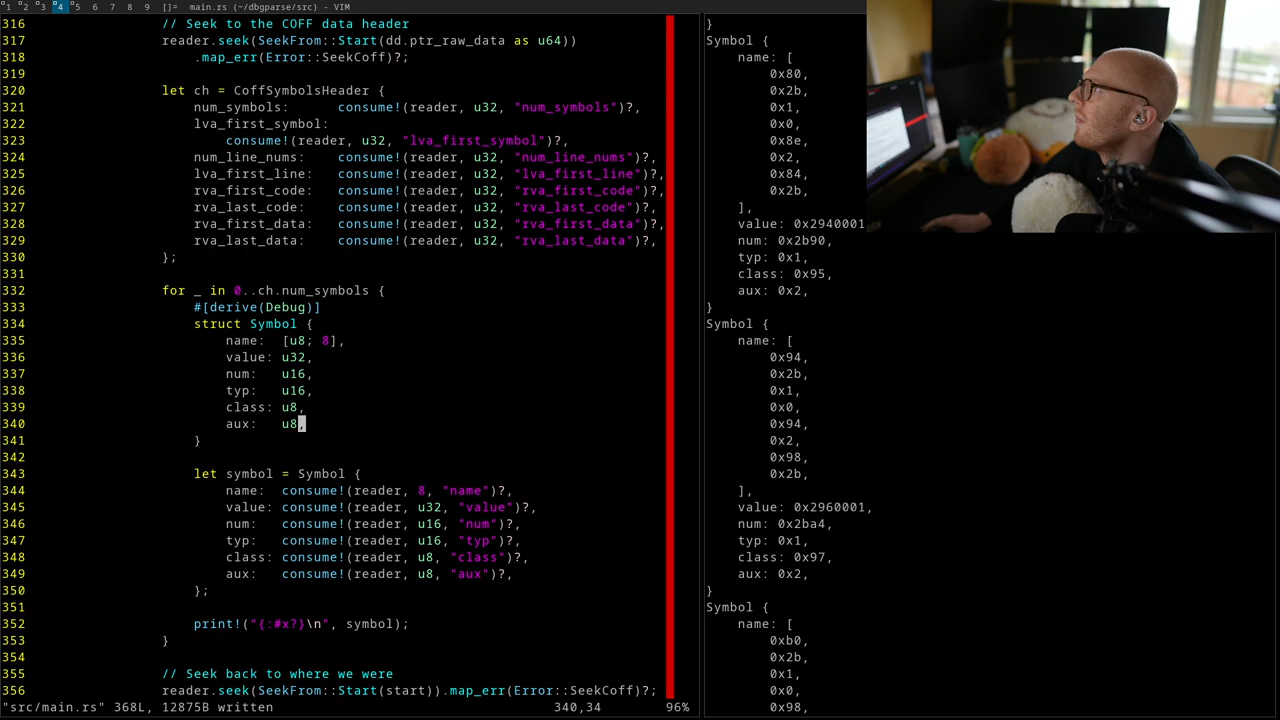 1 2 3 4 5 6 7 8 9 []= main.rs (~/dbgparse/src) - VIM
316 // Seek to the COFF data header
317 reader.seek(SeekFrom::Start(dd.ptr_raw_data as u64))
318 .map_err(Error::SeekCoff)?;
319
320 let ch = CoffSymbolsHeader {
321 num_symbols: consume!(reader, u32, "num_symbols")?,
322 lva_first_symbol:
323 consume!(reader, u32, "lva_first_symbol")?,
324 num_line_nums: consume!(reader, u32, "num_line_nums")?,
325 lva_first_line: consume!(reader, u32, "lva_first_line")?,
326 rva_first_code: consume!(reader, u32, "rva_first_code")?,
327 rva_last_code: consume!(reader, u32, "rva_last_code")?,
328 rva_first_data: consume!(reader, u32, "rva_first_data")?,
329 rva_last_data: consume!(reader, u32, "rva_last_data")?,
330 };
331
332 for _ in 0..ch.num_symbols {
333 #[derive(Debug)]
334 struct Symbol {
335 name: [u8; 8],
336 value: u32,
337 num: u16,
338 typ: u16,
339 class: u8,
340 aux: u8,
341 }
342
343 let symbol = Symbol {
344 name: consume!(reader, 8, "name")?,
345 value: consume!(reader, u32, "value")?,
346 num: consume!(reader, u16, "num")?,
347 typ: consume!(reader, u16, "typ")?,
348 class: consume!(reader, u8, "class")?,
349 aux: consume!(reader, u8, "aux")?,
350 };
351
352 print!("{:#x?}\n", symbol);
353 }
354
355 // Seek back to where we were
356 reader.seek(SeekFrom::Start(start)).map_err(Error::SeekCoff)?;
"src/main.rs" 368L, 12875B written 340,34 96%
}
Symbol {
name: [
0x80,
0x2b,
0x1,
0x0,
0x8e,
0x2,
0x84,
0x2b,
],
value: 0x2940001,
num: 0x2b90,
typ: 0x1,
class: 0x95,
aux: 0x2,
}
Symbol {
name: [
0x94,
0x2b,
0x1,
0x0,
0x94,
0x2,
0x98,
0x2b,
],
value: 0x2960001,
num: 0x2ba4,
typ: 0x1,
class: 0x97,
aux: 0x2,
}
Symbol {
name: [
0xb0,
0x2b,
0x1,
0x0,
0x98,